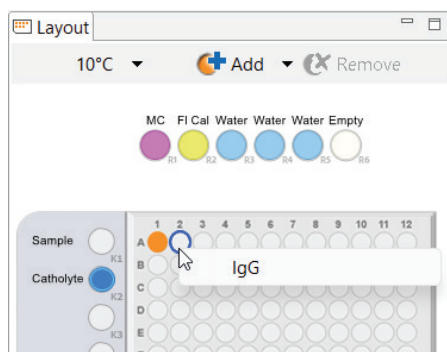 Layout
10°C Add Remove
MC Fl Cal Water Water Water Empty
R1 R2 R3 R4 R5 R6
1 2 3 4 5 6 7 8 9 10 11 12
Sample A
K1 B
IgG
Catholyte C
K2 D
K3 E